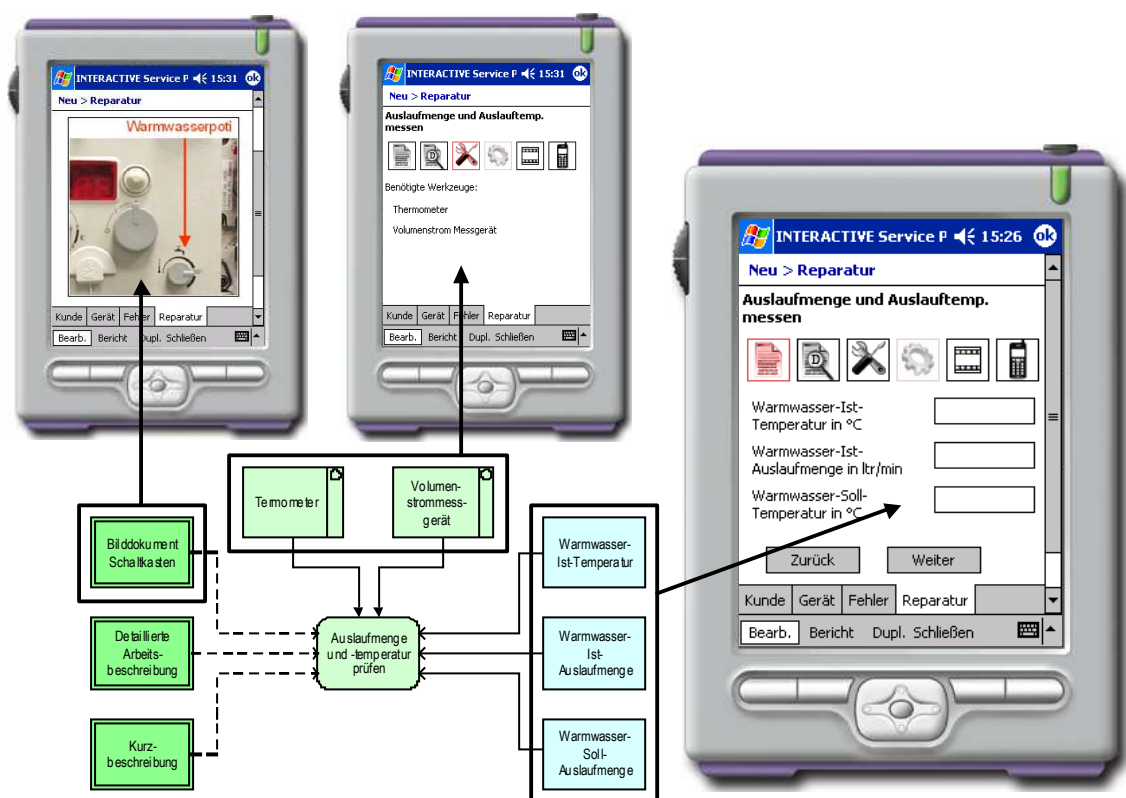 INTERACTIVE Service P 15:31 ok
Neu > Reparatur
Warmwasserpoti
Kunde Gerät Fehler Reparatur
Bearb. Bericht Dupl. Schließen
INTERACTIVE Service P 15:31 ok
Neu > Reparatur
Auslaufmenge und Auslauftemp.
messen
D
Benötigte Werkzeuge:
Thermometer
Volumenstrom Messgerät
Kunde Gerät Fehler Reparatur
Bearb. Bericht Dupl. Schließen
INTERACTIVE Service P 15:26 ok
Neu > Reparatur
Auslaufmenge und Auslauftemp.
messen
D
Warmwasser-Ist-
Temperatur in °C
Warmwasser-Ist-
Auslaufmenge in ltr/min
Warmwasser-Soll-
Temperatur in °C
Zurück Weiter
Kunde Gerät Fehler Reparatur
Bearb. Bericht Dupl. Schließen
Termometer
Volumen-
strommess-
gerät
Bilddokument
Schaltkasten
Detaillierte
Arbeits-
beschreibung
Kurz-
beschreibung
Auslaufmenge
und -temperatur
prüfen
Warmwasser-
Ist-Temperatur
Warmwasser-
Ist-
Auslaufmenge
Warmwasser-
Soll-
Auslaufmenge